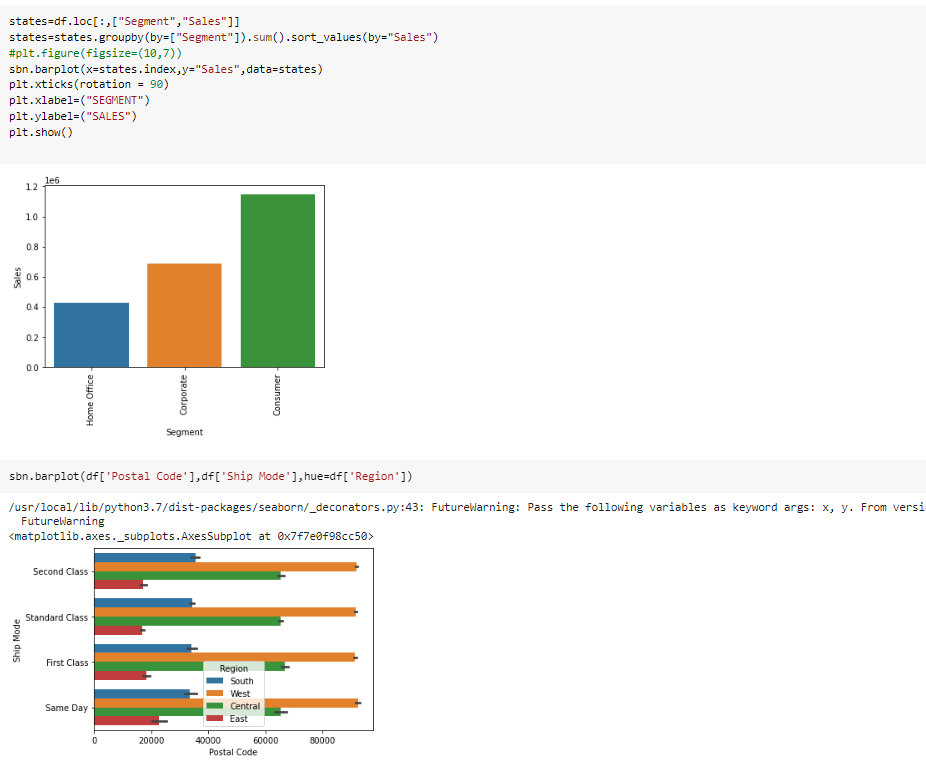 states=df.loc[:,["Segment","Sales"]]
states=states.groupby(by=["Segment"]).sum().sort_values(by="Sales")
#plt.figure(figsize=(10,7))
sbn.barplot(x=states.index,y="Sales",data=states)
plt.xticks(rotation = 90)
plt.xlabel=("SEGMENT")
plt.ylabel=("SALES")
plt.show()
1e6
1.2
1.0
0.8
0.6
0.4
0.2
0.0
Sales
Home Office
Corporate
Consumer
Segment
sbn.barplot(df['Postal Code'],df['Ship Mode'],hue=df['Region'])
/usr/local/lib/python3.7/dist-packages/seaborn/_decorators.py:43: FutureWarning: Pass the following variables as keyword args: x, y. From versi
FutureWarning
<matplotlib.axes._subplots.AxesSubplot at 0x7f7e0f98cc50>
Second Class
Standard Class
First Class
Same Day
Ship Mode
Region
South
West
Central
East
0 20000 40000 60000 80000
Postal Code